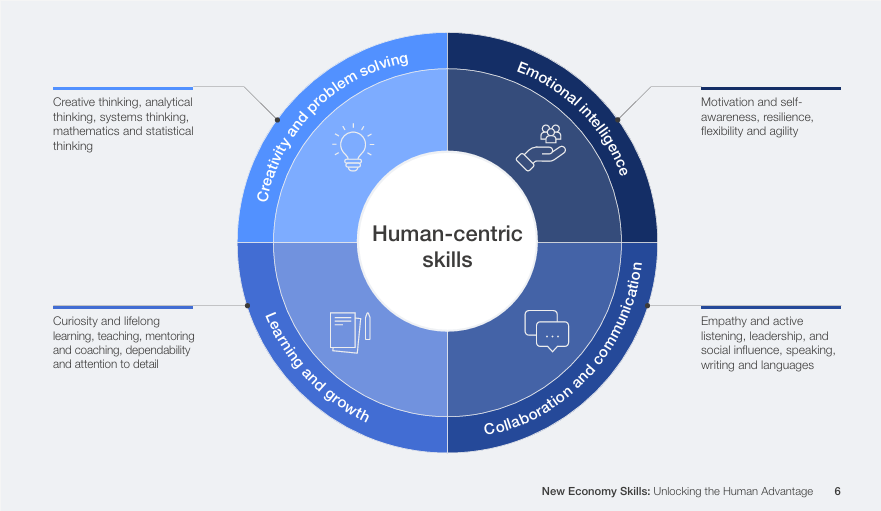 Creativity and problem solving
Emotional intelligence
Creative thinking, analytical
thinking, systems thinking,
mathematics and statistical
thinking
Motivation and self-
awareness, resilience,
flexibility and agility
Human-centric
skills
Curiosity and lifelong
learning, teaching, mentoring
and coaching, dependability
and attention to detail
Learning and growth
Collaboration and communication
Empathy and active
listening, leadership, and
social influence, speaking,
writing and languages
New Economy Skills: Unlocking the Human Advantage 6